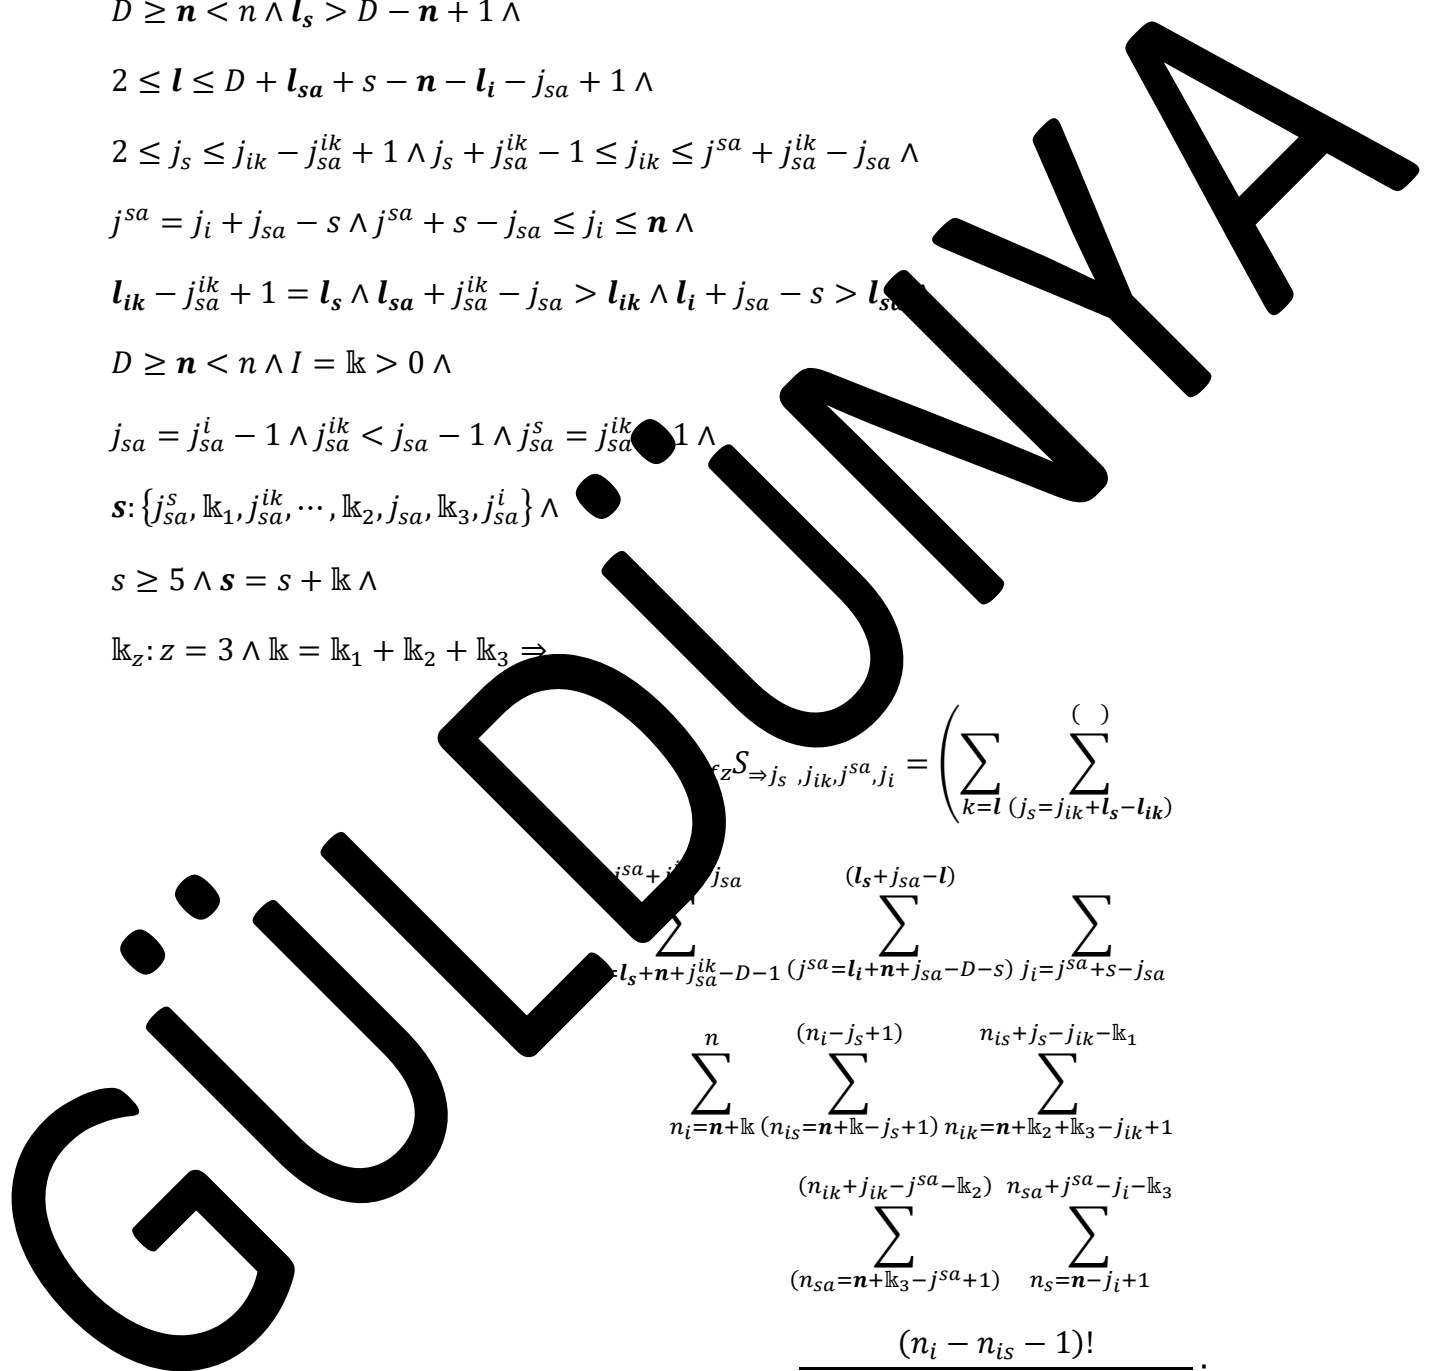 D ≥ n < n ∧ l_s > D − n + 1 ∧
2 ≤ l ≤ D + l_sa + s − n − l_i − j_sa + 1 ∧
2 ≤ j_s ≤ j_ik − j_sa^ik + 1 ∧ j_s + j_sa^ik − 1 ≤ j_ik ≤ j^sa + j_sa^ik − j_sa ∧
j^sa = j_i + j_sa − s ∧ j^sa + s − j_sa ≤ j_i ≤ n ∧
l_ik − j_sa^ik + 1 = l_s ∧ l_sa + j_sa^ik − j_sa > l_ik ∧ l_i + j_sa − s >
D ≥ n < n ∧ I = 𝕜 > 0 ∧
j_sa = j_sa^i − 1 ∧ j_sa^ik < j_sa − 1 ∧ j_sa^s = j_sa^ik 1 ∧
s: {j_sa^s, 𝕜_1, j_sa^ik, ⋯ , 𝕜_2, j_sa, 𝕜_3, j_sa^i} ∧
s ≥ 5 ∧ s = s + 𝕜 ∧
𝕜_z: z = 3 ∧ 𝕜 = 𝕜_1 + 𝕜_2 + 𝕜_3 ⇒
( )
_z S_⇒j_s ,j_ik,j^sa,j_i = ( ∑ ∑
k=l (j_s=j_ik+l_s−l_ik)
j_sa (l_s+j_sa−l)
∑ ∑ ∑
=l_s+n+j_sa^ik−D−1 (j^sa=l_i+n+j_sa−D−s) j_i=j^sa+s−j_sa
n (n_i−j_s+1) n_is+j_s−j_ik−𝕜_1
∑ ∑ ∑
n_i=n+𝕜 (n_is=n+𝕜−j_s+1) n_ik=n+𝕜_2+𝕜_3−j_ik+1
(n_ik+j_ik−j^sa−𝕜_2) n_sa+j^sa−j_i−𝕜_3
∑ ∑
(n_sa=n+𝕜_3−j^sa+1) n_s=n−j_i+1
(n_i − n_is − 1)! .
GÜLDÜNYA